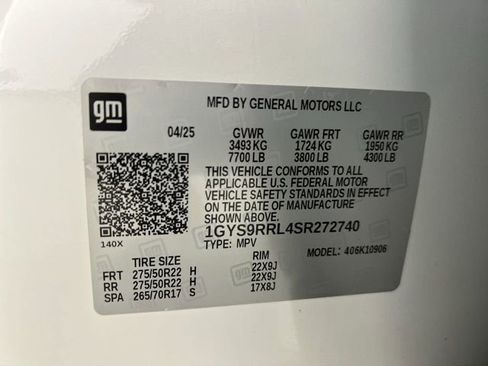 gm
MFD BY GENERAL MOTORS LLC
04/25 GVWR GAWR FRT GAWR RR
3493 KG 1724 KG 1950 KG
7700 LB 3800 LB 4300 LB
THIS VEHICLE CONFORMS TO ALL
APPLICABLE U.S. FEDERAL MOTOR
VEHICLE SAFETY STANDARDS IN EFFECT
ON THE DATE OF MANUFACTURE
SHOWN ABOVE.
1GYS9RRL4SR272740
140X TYPE: MPV MODEL: 406K10906
TIRE SIZE RIM
FRT 275/50R22 H 22X9J
RR 275/50R22 H 22X9J
SPA 265/70R17 S 17X8J